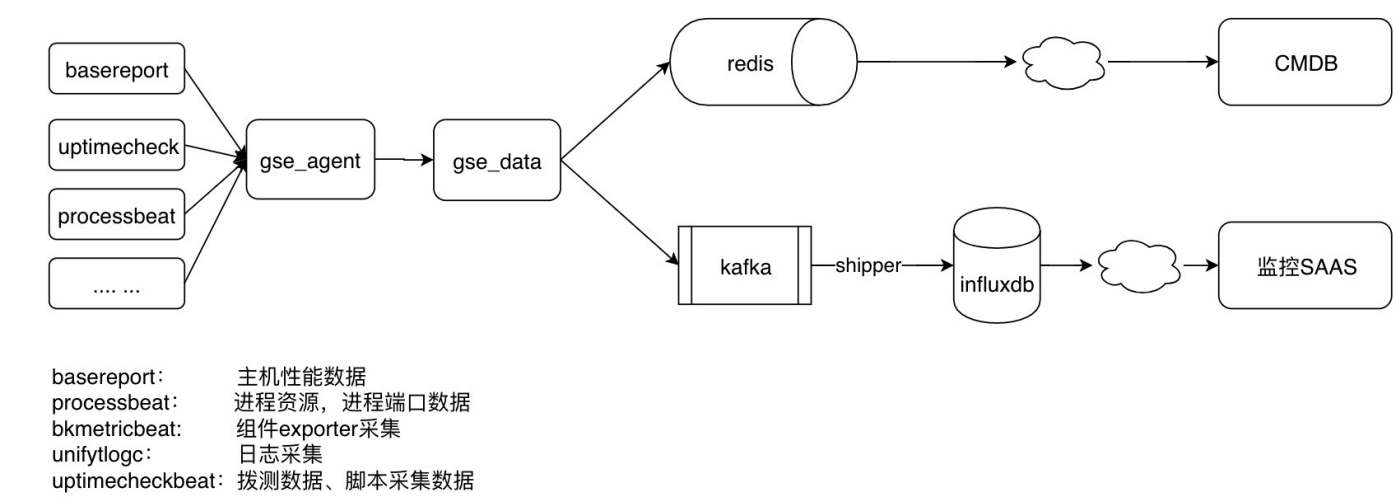 basereport
uptimecheck
processbeat
.... ...
gse_agent
gse_data
redis
CMDB
kafka
shipper
influxdb
监控SAAS
basereport： 主机性能数据
processbeat： 进程资源，进程端口数据
bkmetricbeat: 组件exporter采集
unifytlogc： 日志采集
uptimecheckbeat： 拨测数据、脚本采集数据